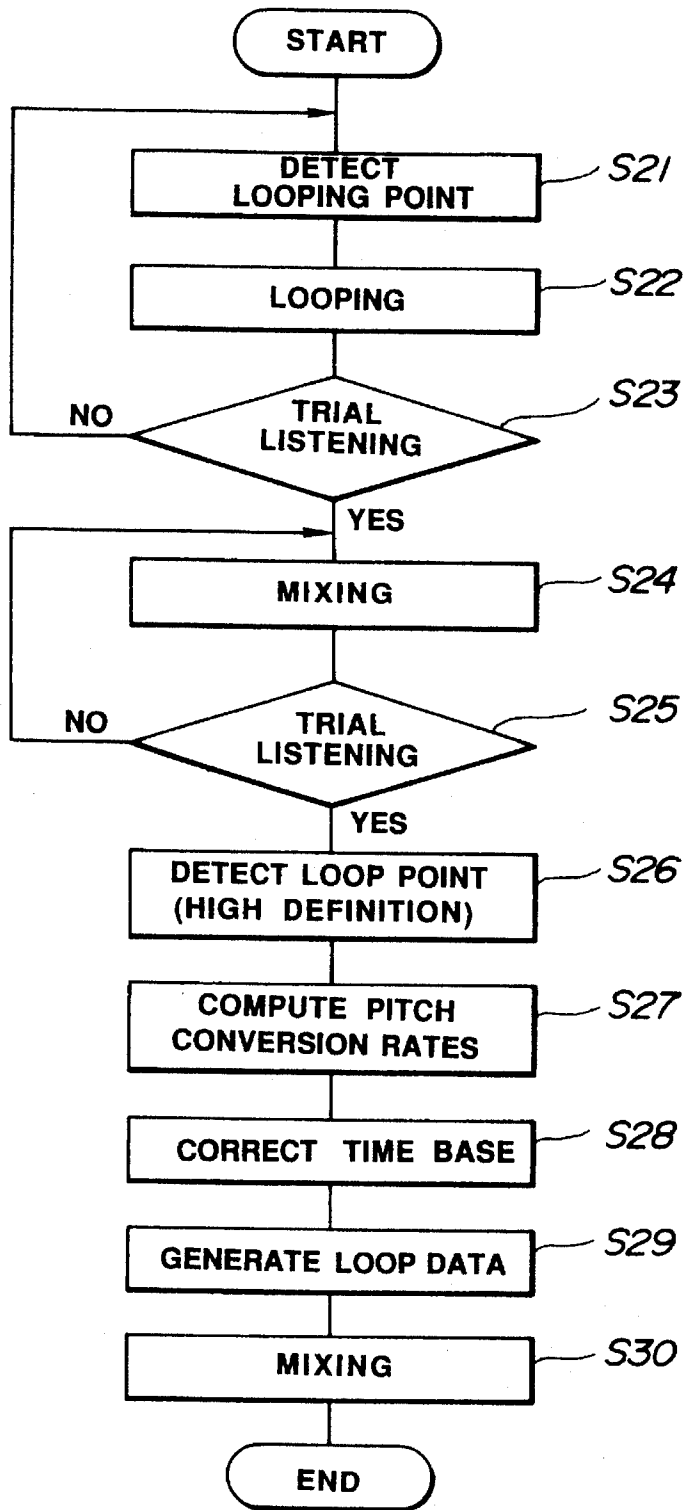 START
DETECT
LOOPING POINT
S21
LOOPING
S22
TRIAL
LISTENING
S23
NO
YES
MIXING
S24
TRIAL
LISTENING
S25
NO
YES
DETECT LOOP POINT
(HIGH DEFINITION)
S26
COMPUTE PITCH
CONVERSION RATES
S27
CORRECT TIME BASE
S28
GENERATE LOOP DATA
S29
MIXING
S30
END